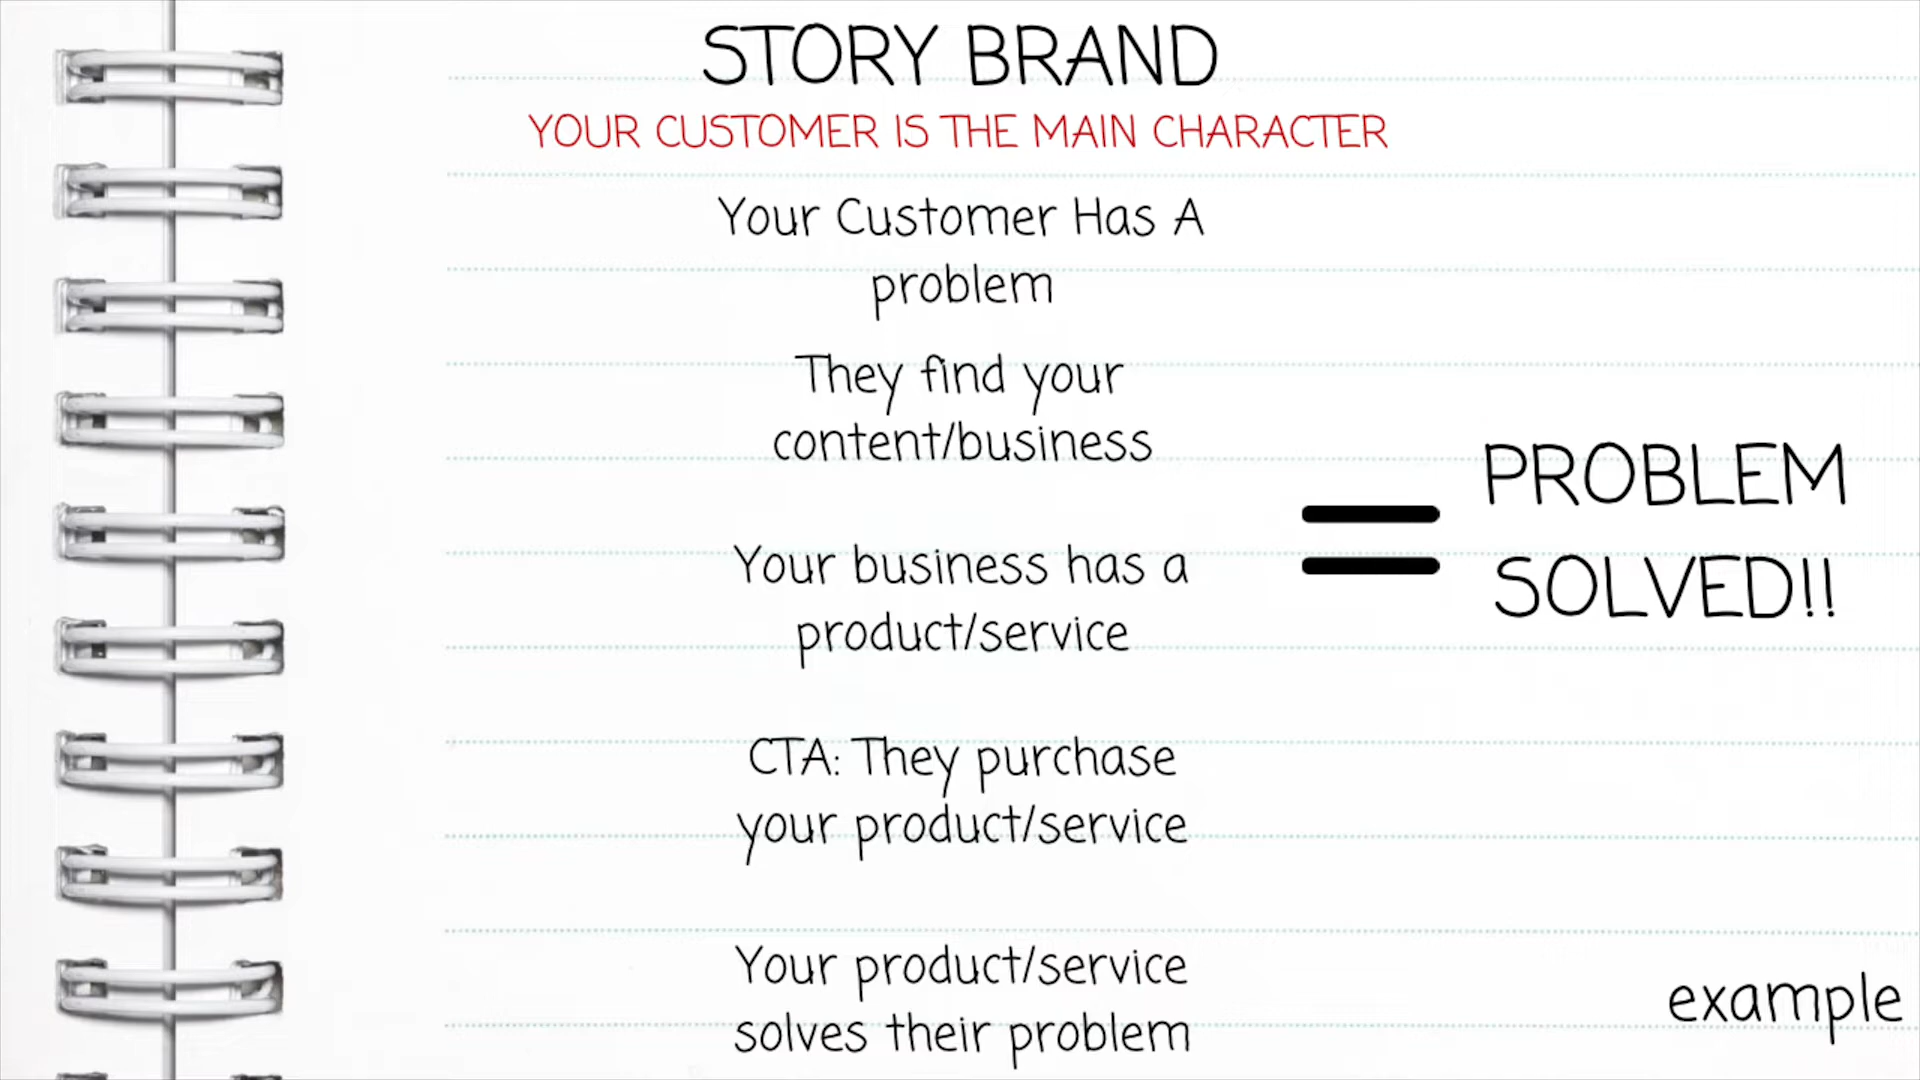 STORY BRAND
YOUR CUSTOMER IS THE MAIN CHARACTER
Your Customer Has A
problem
They find your
content/business
Your business has a
product/service
CTA: They purchase
your product/service
Your product/service
solves their problem
PROBLEM
SOLVED!!
example